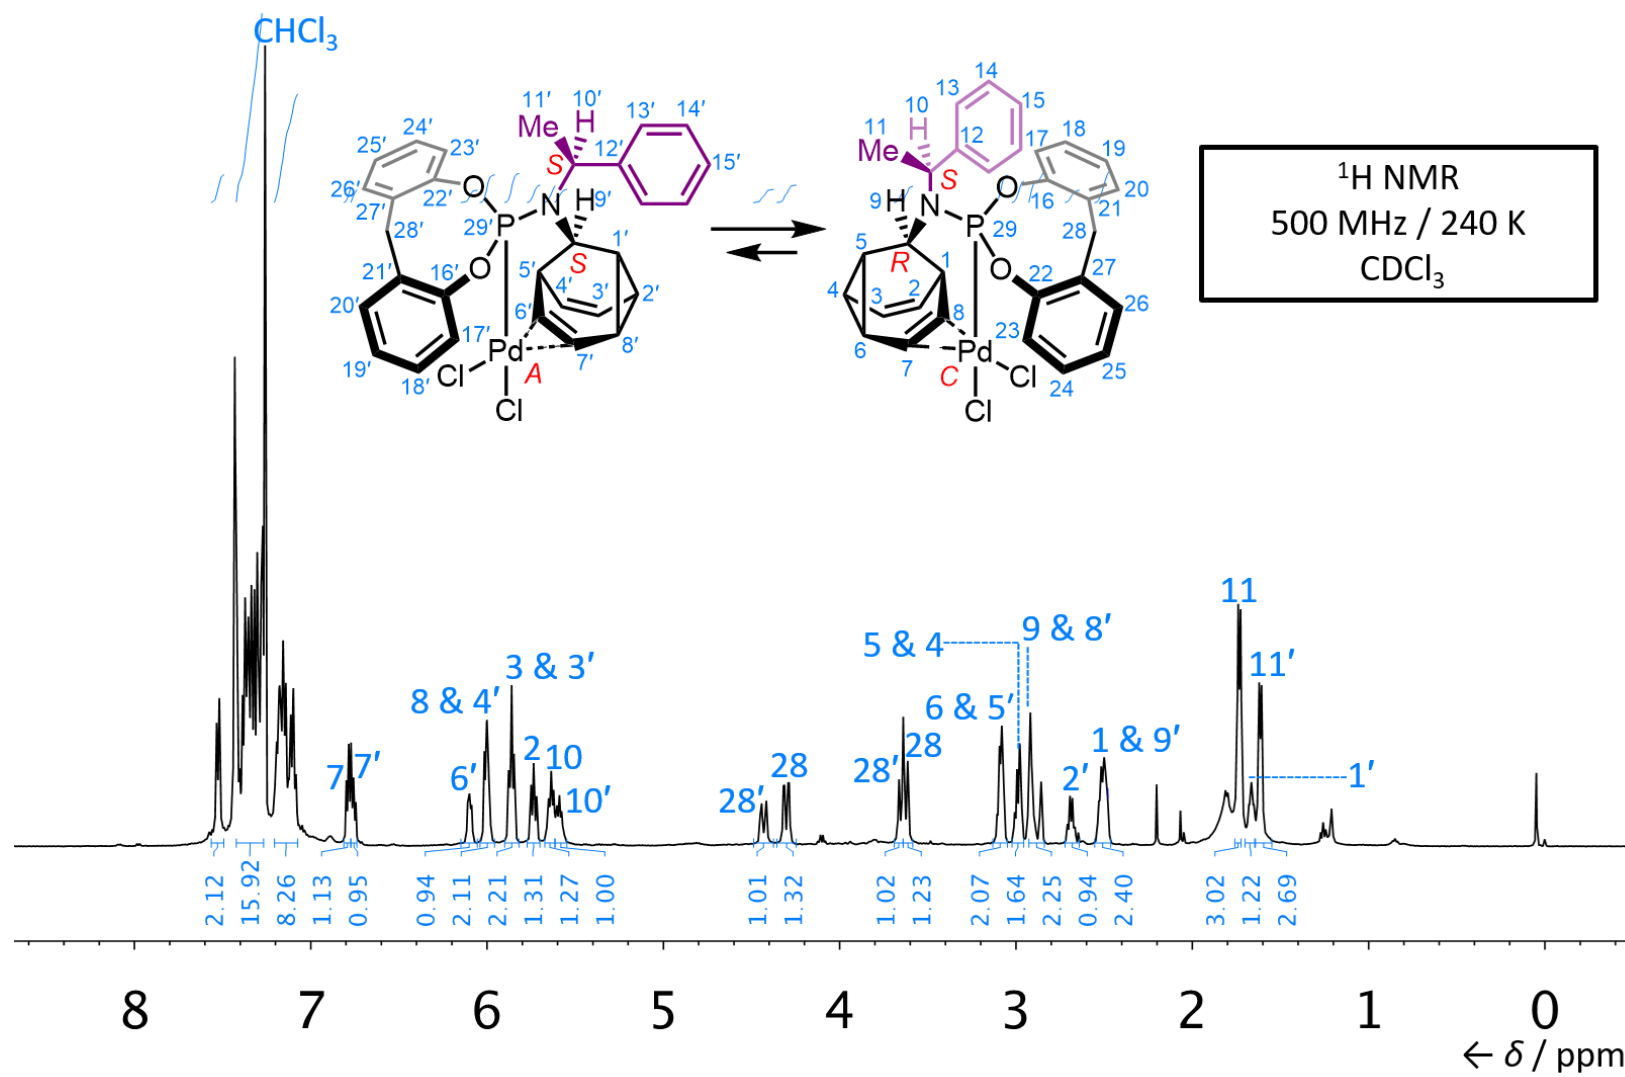 CHCl₃
11′
10′
13′
14′
Me
H
12′
15′
S
24′
25′
23′
26′
22′
27′
28′
O
P
N
H
9′
29′
1′
S
21′
16′
O
5′
4′
3′
2′
20′
6′
17′
19′
18′
Pd
7′
8′
Cl
A
Cl
14
13
10
15
H
11
12
17
18
Me
S
19
9
H
N
O
16
20
P
21
5
29
28
R
1
O
22
27
4
3
2
8
26
23
6
7
Pd
25
Cl
24
C
Cl
¹H NMR
500 MHz / 240 K
CDCl₃
7
7′
6′
8 & 4′
3 & 3′
2
10
10′
28′
28
28′
28
5 & 4
6 & 5′
9 & 8′
2′
1 & 9′
11
11′
1′
2.12
15.92
8.26
1.13
0.95
0.94
2.11
2.21
1.31
1.27
1.00
1.01
1.32
1.02
1.23
2.07
1.64
2.25
0.94
2.40
3.02
1.22
2.69
8 7 6 5 4 3 2 1 0
← δ / ppm